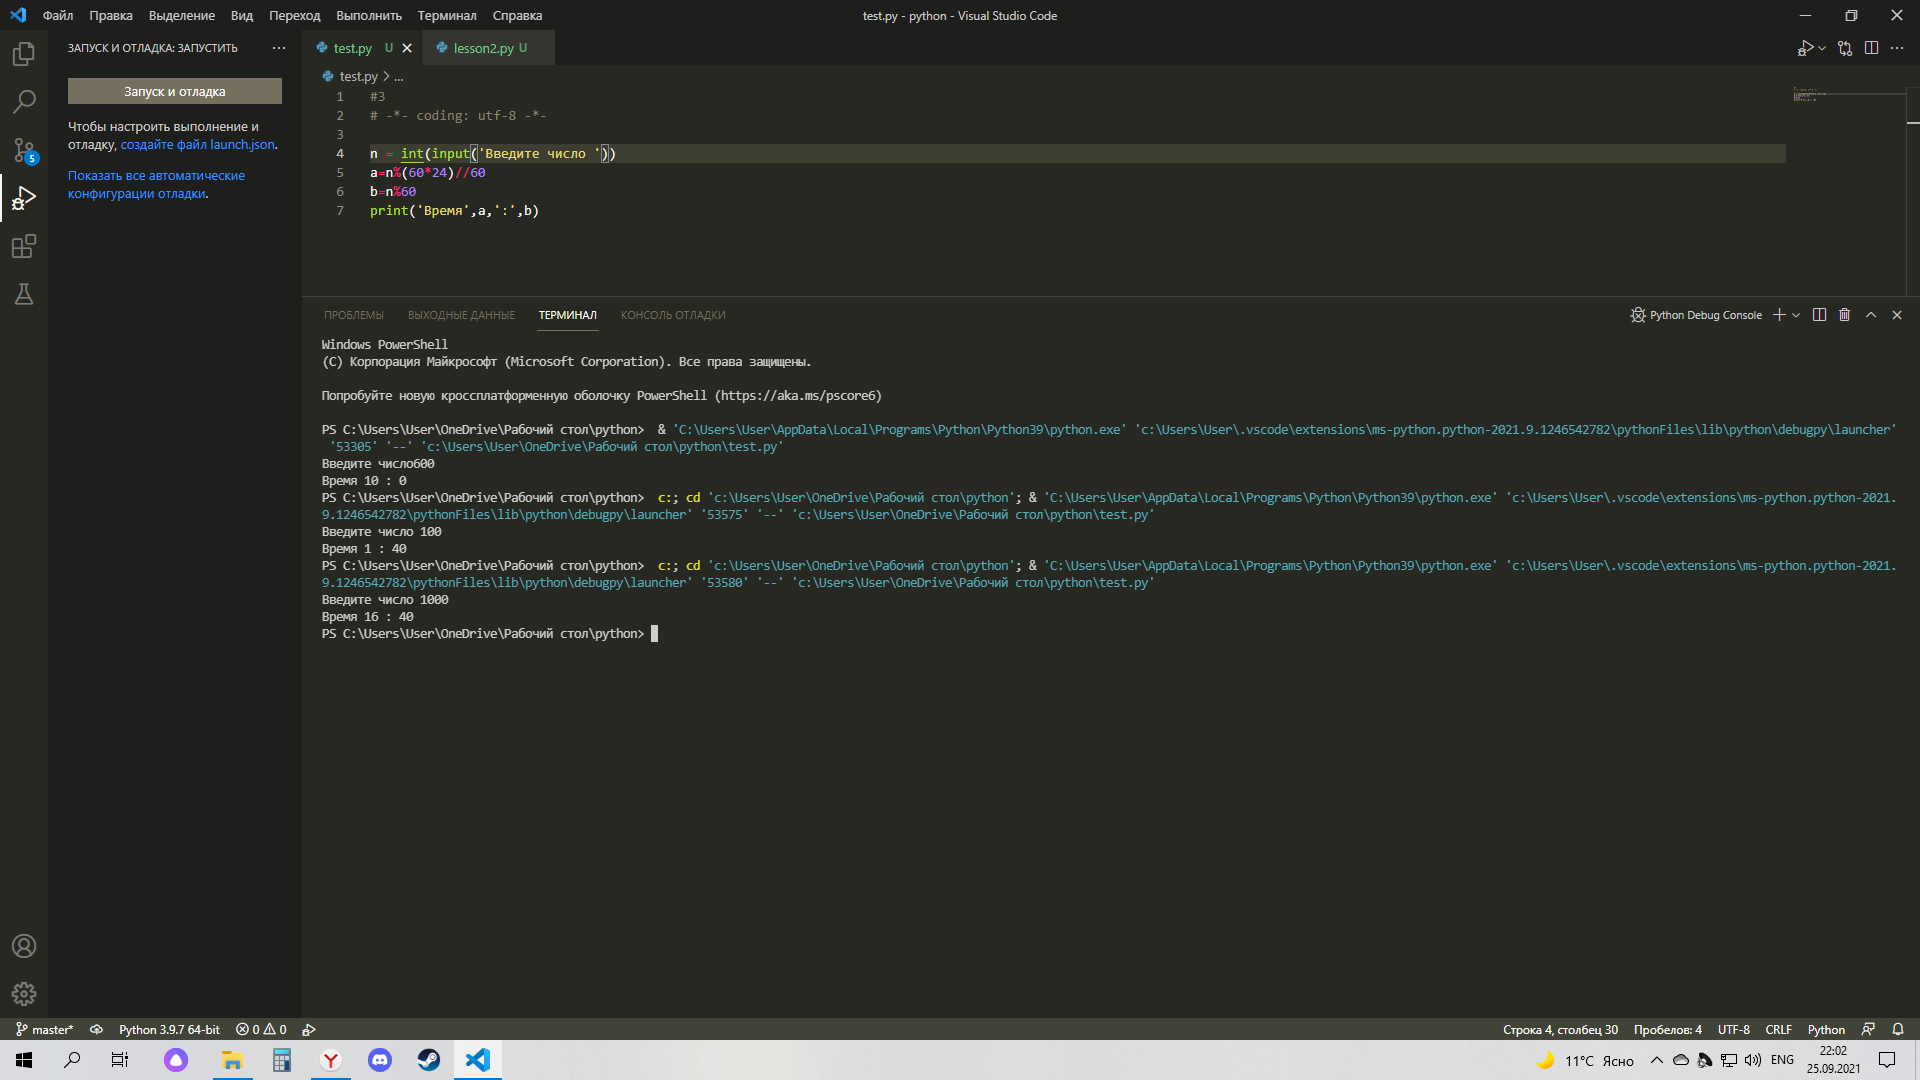 Файл Правка Выделение Вид Переход Выполнить Терминал Справка
test.py - python - Visual Studio Code
ЗАПУСК И ОТЛАДКА: ЗАПУСТИТЬ
Запуск и отладка
Чтобы настроить выполнение и
отладку, создайте файл launch.json.
Показать все автоматические
конфигурации отладки.
5
test.py U
lesson2.py U
test.py > ...
1 #3
2 # -*- coding: utf-8 -*-
3
4 n = int(input('Введите число '))
5 a=n%(60*24)//60
6 b=n%60
7 print('Время',a,':',b)
ПРОБЛЕМЫ ВЫХОДНЫЕ ДАННЫЕ ТЕРМИНАЛ КОНСОЛЬ ОТЛАДКИ
Python Debug Console
Windows PowerShell
(C) Корпорация Майкрософт (Microsoft Corporation). Все права защищены.
Попробуйте новую кроссплатформенную оболочку PowerShell (https://aka.ms/pscore6)
PS C:\Users\User\OneDrive\Рабочий стол\python>  & 'C:\Users\User\AppData\Local\Programs\Python\Python39\python.exe' 'c:\Users\User\.vscode\extensions\ms-python.python-2021.9.1246542782\pythonFiles\lib\python\debugpy\launcher'
'53305' '--' 'c:\Users\User\OneDrive\Рабочий стол\python\test.py'
Введите число600
Время 10 : 0
PS C:\Users\User\OneDrive\Рабочий стол\python>  c:; cd 'c:\Users\User\OneDrive\Рабочий стол\python'; & 'C:\Users\User\AppData\Local\Programs\Python\Python39\python.exe' 'c:\Users\User\.vscode\extensions\ms-python.python-2021.
9.1246542782\pythonFiles\lib\python\debugpy\launcher' '53575' '--' 'c:\Users\User\OneDrive\Рабочий стол\python\test.py'
Введите число 100
Время 1 : 40
PS C:\Users\User\OneDrive\Рабочий стол\python>  c:; cd 'c:\Users\User\OneDrive\Рабочий стол\python'; & 'C:\Users\User\AppData\Local\Programs\Python\Python39\python.exe' 'c:\Users\User\.vscode\extensions\ms-python.python-2021.
9.1246542782\pythonFiles\lib\python\debugpy\launcher' '53580' '--' 'c:\Users\User\OneDrive\Рабочий стол\python\test.py'
Введите число 1000
Время 16 : 40
PS C:\Users\User\OneDrive\Рабочий стол\python>
master* Python 3.9.7 64-bit 0 0
Строка 4, столбец 30 Пробелов: 4 UTF-8 CRLF Python
11°C Ясно ENG
22:02
25.09.2021